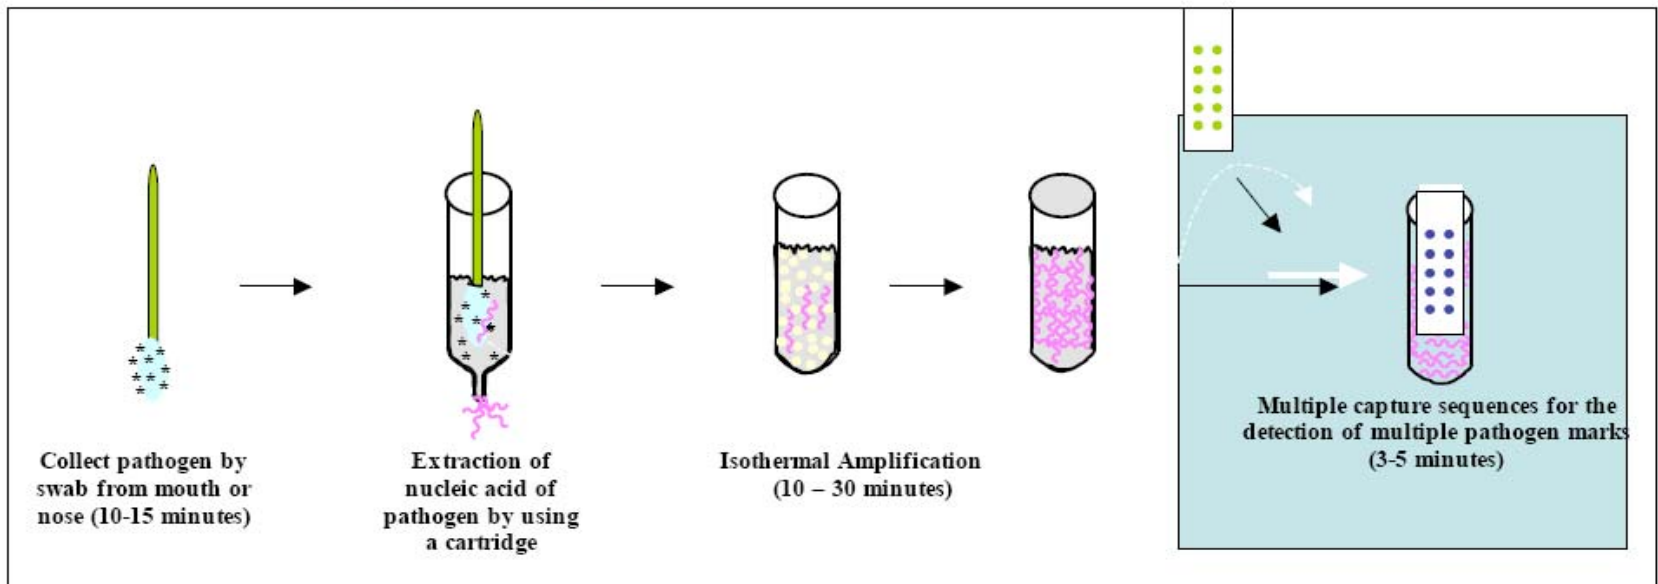 Collect pathogen by
swab from mouth or
nose (10-15 minutes)
Extraction of
nucleic acid of
pathogen by using
a cartridge
Isothermal Amplification
(10 – 30 minutes)
Multiple capture sequences for the
detection of multiple pathogen marks
(3-5 minutes)